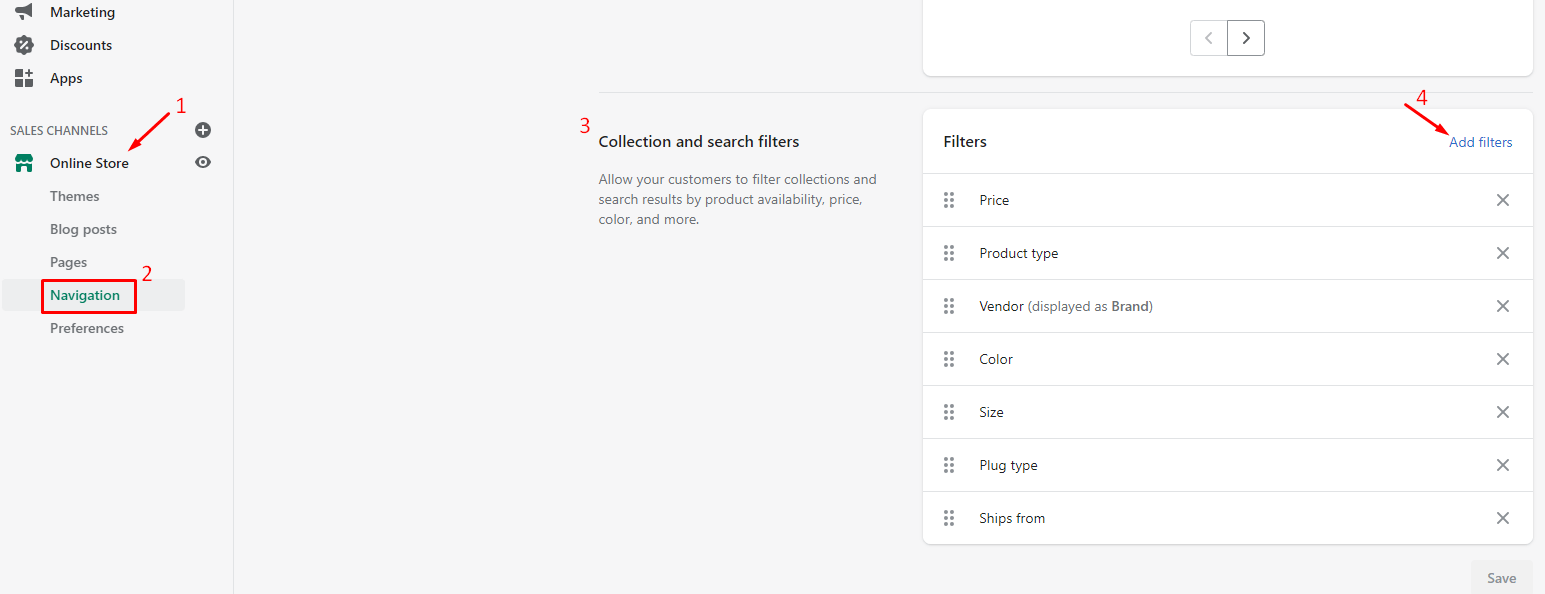 Marketing
Discounts
Apps
1
SALES CHANNELS
Online Store
Themes
Blog posts
Pages
2
Navigation
Preferences
3
Collection and search filters
Allow your customers to filter collections and
search results by product availability, price,
color, and more.
4
Filters
Add filters
Price
Product type
Vendor (displayed as Brand)
Color
Size
Plug type
Ships from
Save